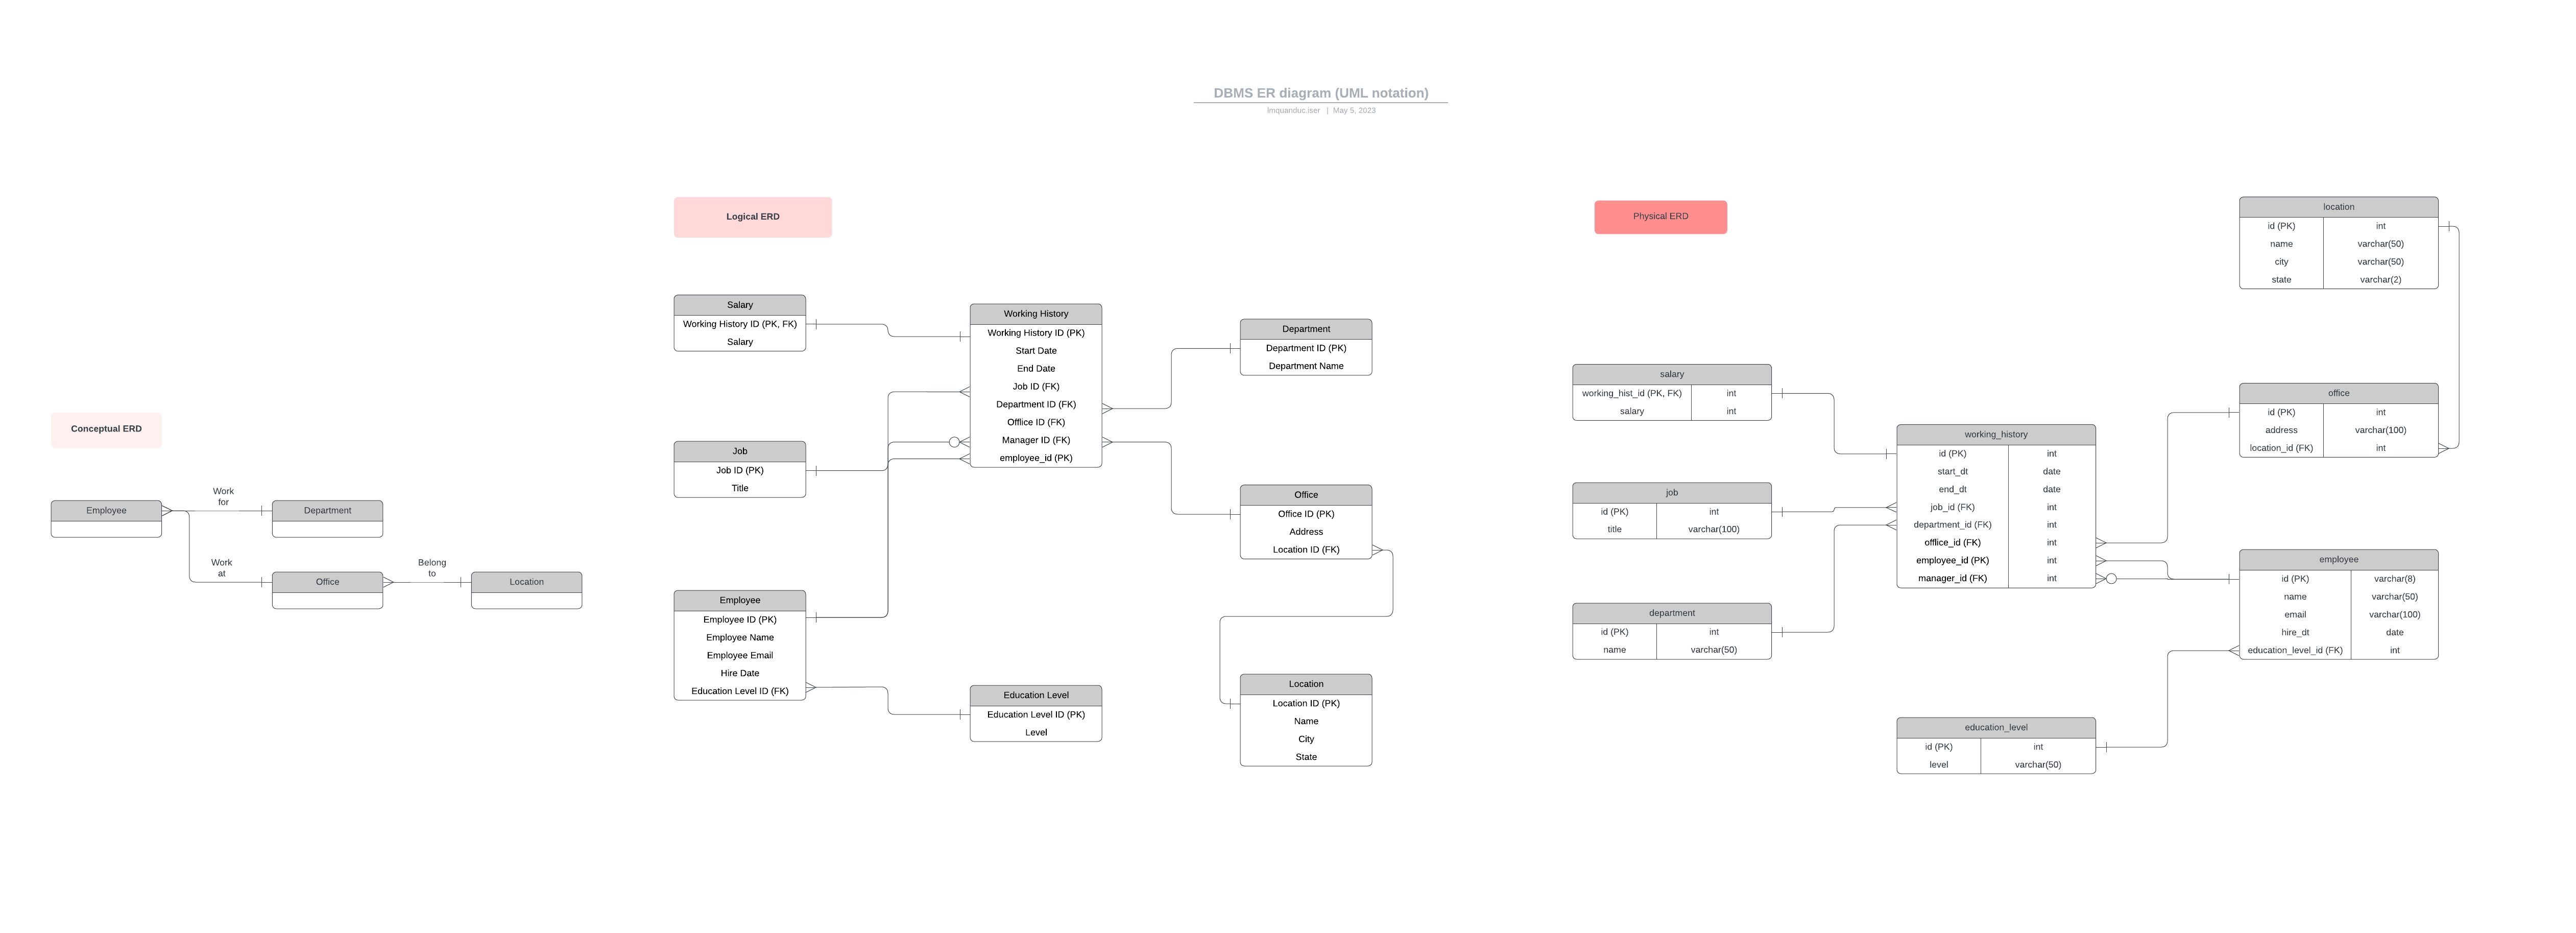 DBMS ER diagram (UML notation)
lmquanduc.iser | May 5, 2023
Conceptual ERD
Employee
Work
for
Department
Work
at
Office
Belong
to
Location
Logical ERD
Salary
Working History ID (PK, FK)
Salary
Job
Job ID (PK)
Title
Employee
Employee ID (PK)
Employee Name
Employee Email
Hire Date
Education Level ID (FK)
Working History
Working History ID (PK)
Start Date
End Date
Job ID (FK)
Department ID (FK)
Offlice ID (FK)
Manager ID (FK)
employee_id (PK)
Education Level
Education Level ID (PK)
Level
Department
Department ID (PK)
Department Name
Office
Office ID (PK)
Address
Location ID (FK)
Location
Location ID (PK)
Name
City
State
Physical ERD
salary
working_hist_id (PK, FK) int
salary int
job
id (PK) int
title varchar(100)
department
id (PK) int
name varchar(50)
working_history
id (PK) int
start_dt date
end_dt date
job_id (FK) int
department_id (FK) int
offlice_id (FK) int
employee_id (PK) int
manager_id (FK) int
education_level
id (PK) int
level varchar(50)
location
id (PK) int
name varchar(50)
city varchar(50)
state varchar(2)
office
id (PK) int
address varchar(100)
location_id (FK) int
employee
id (PK) varchar(8)
name varchar(50)
email varchar(100)
hire_dt date
education_level_id (FK) int